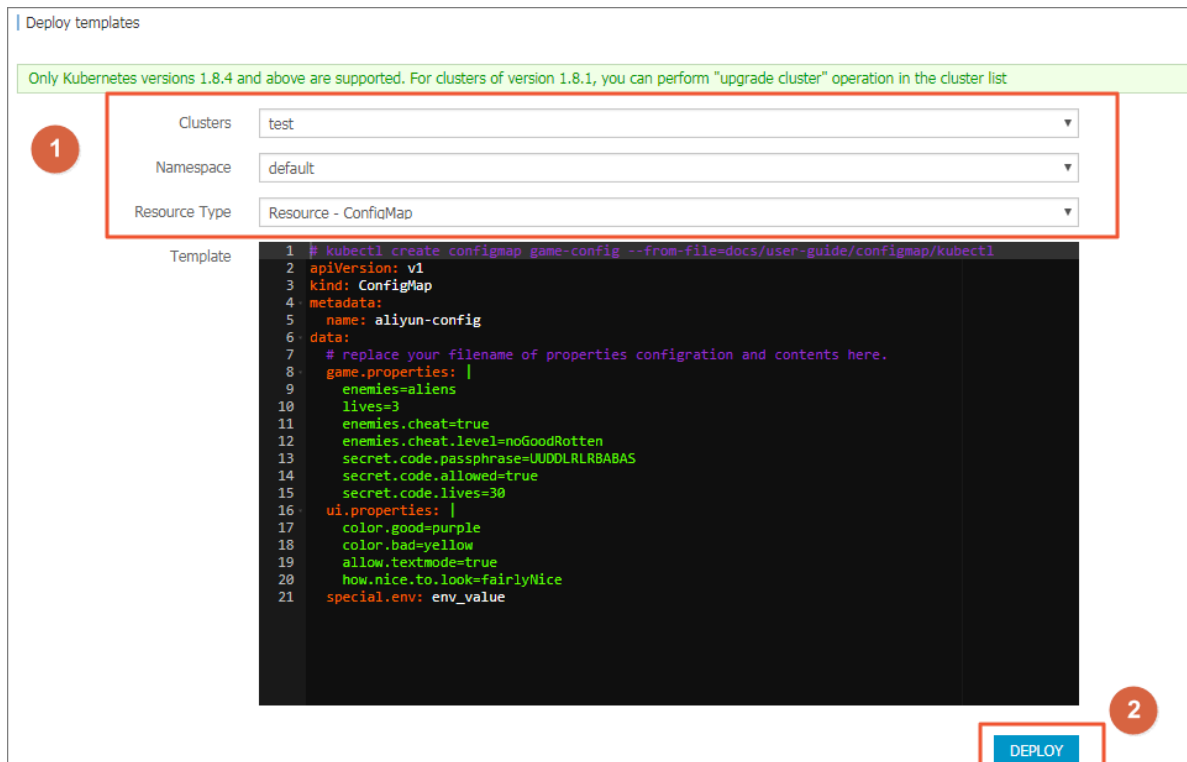 Deploy templates
Only Kubernetes versions 1.8.4 and above are supported. For clusters of version 1.8.1, you can perform "upgrade cluster" operation in the cluster list
1
Clusters test
Namespace default
Resource Type Resource - ConfigMap
Template
1 # kubectl create configmap game-config --from-file=docs/user-guide/configmap/kubectl
2 apiVersion: v1
3 kind: ConfigMap
4 metadata:
5   name: aliyun-config
6 data:
7   # replace your filename of properties configration and contents here.
8   game.properties: |
9     enemies=aliens
10     lives=3
11     enemies.cheat=true
12     enemies.cheat.level=noGoodRotten
13     secret.code.passphrase=UUDDLRLRBABAS
14     secret.code.allowed=true
15     secret.code.lives=30
16   ui.properties: |
17     color.good=purple
18     color.bad=yellow
19     allow.textmode=true
20     how.nice.to.look=fairlyNice
21   special.env: env_value
2
DEPLOY